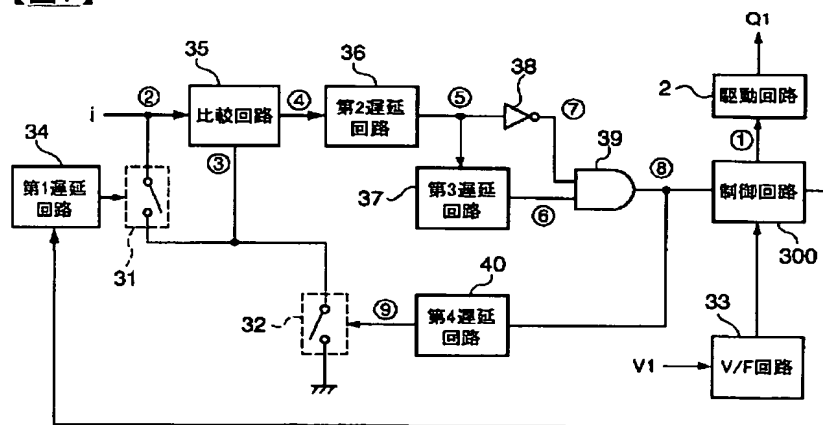 35
36
38
Q1
i
②
比較回路
④
第2遅延
回路
⑤
⑦
2
駆動回路
34
③
39
①
第1遅延
回路
37
第3遅延
回路
⑥
⑧
制御回路
300
31
40
32
⑨
第4遅延
回路
33
V1
V/F回路